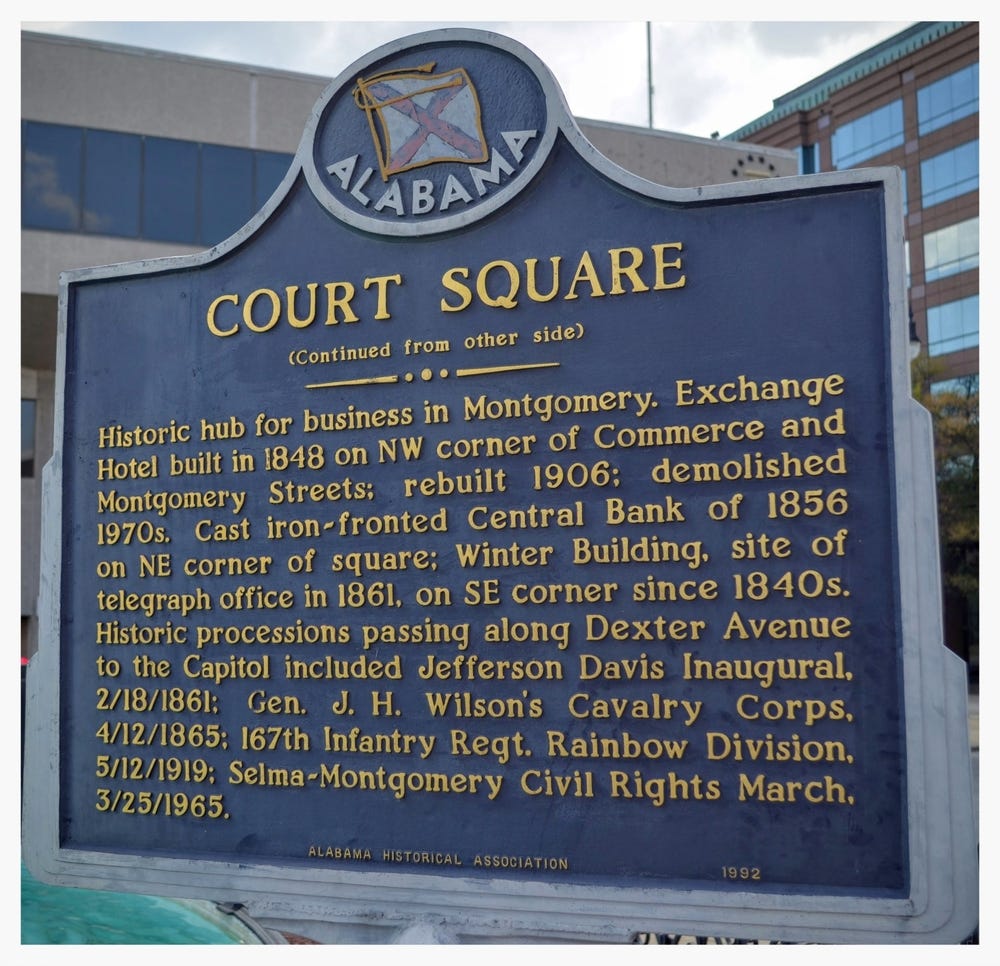 ALABAMA
COURT SQUARE
(Continued from other side)
Historic hub for business in Montgomery. Exchange
Hotel built in 1848 on NW corner of Commerce and
Montgomery Streets; rebuilt 1906; demolished
1970s. Cast iron-fronted Central Bank of 1856
on NE corner of square; Winter Building, site of
telegraph office in 1861, on SE corner since 1840s.
Historic processions passing along Dexter Avenue
to the Capitol included Jefferson Davis Inaugural,
2/18/1861; Gen. J. H. Wilson's Cavalry Corps,
4/12/1865; 167th Infantry Regt. Rainbow Division,
5/12/1919; Selma-Montgomery Civil Rights March,
3/25/1965.
ALABAMA HISTORICAL ASSOCIATION
1992